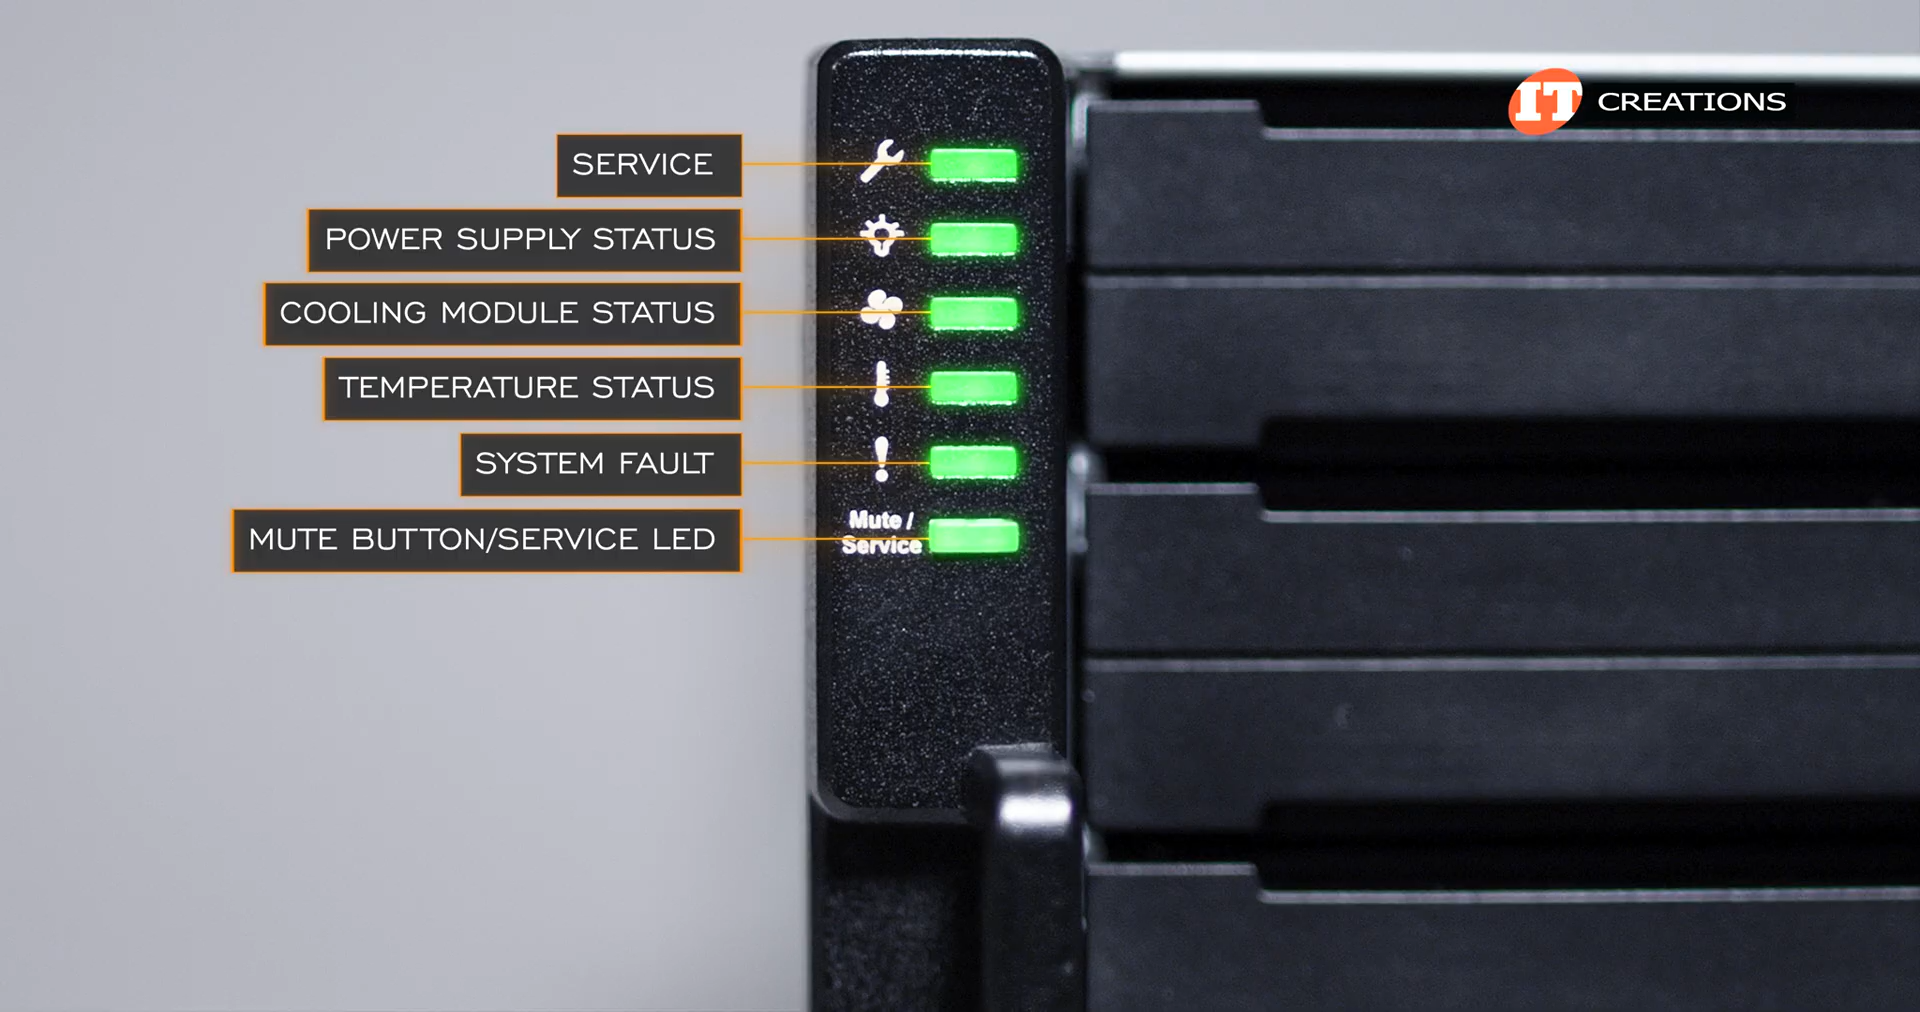 IT CREATIONS
SERVICE
POWER SUPPLY STATUS
COOLING MODULE STATUS
TEMPERATURE STATUS
SYSTEM FAULT
MUTE BUTTON/SERVICE LED
Mute /
Service